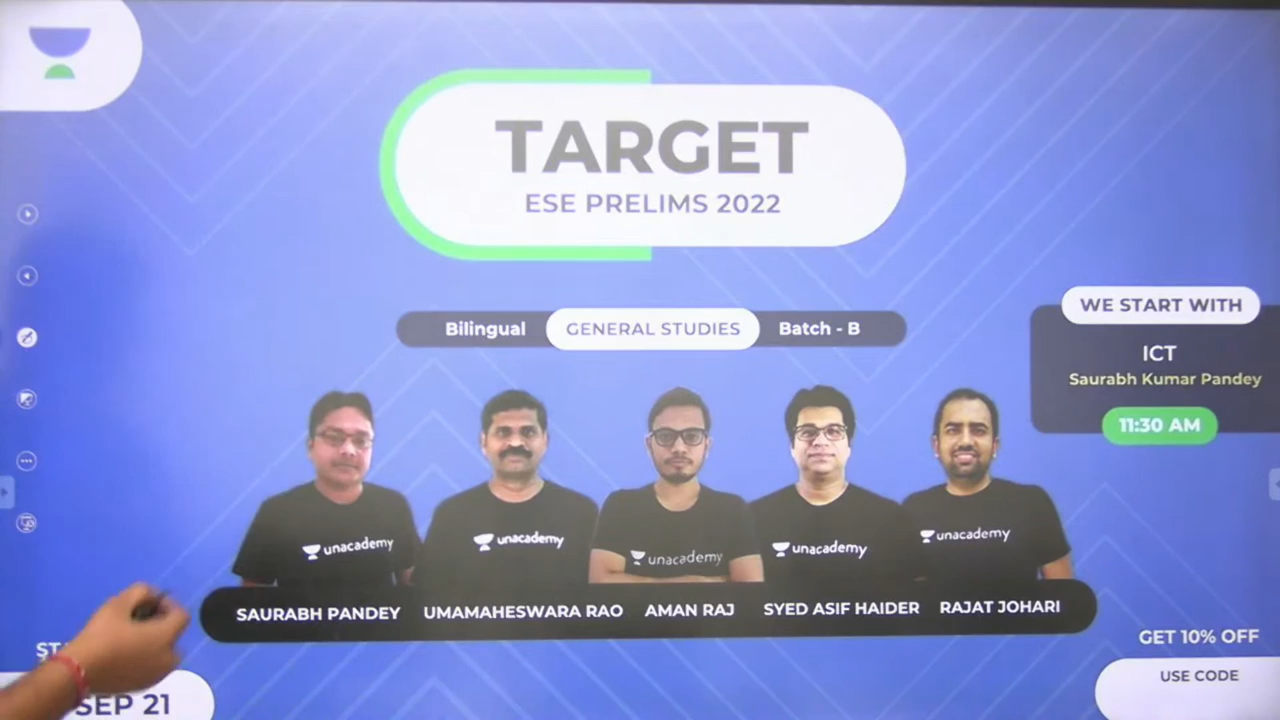 TARGET
ESE PRELIMS 2022
Bilingual GENERAL STUDIES Batch - B
WE START WITH
ICT
Saurabh Kumar Pandey
11:30 AM
unacademy unacademy unacademy unacademy unacademy
SAURABH PANDEY UMAMAHESWARA RAO AMAN RAJ SYED ASIF HAIDER RAJAT JOHARI
GET 10% OFF
USE CODE
SEP 21